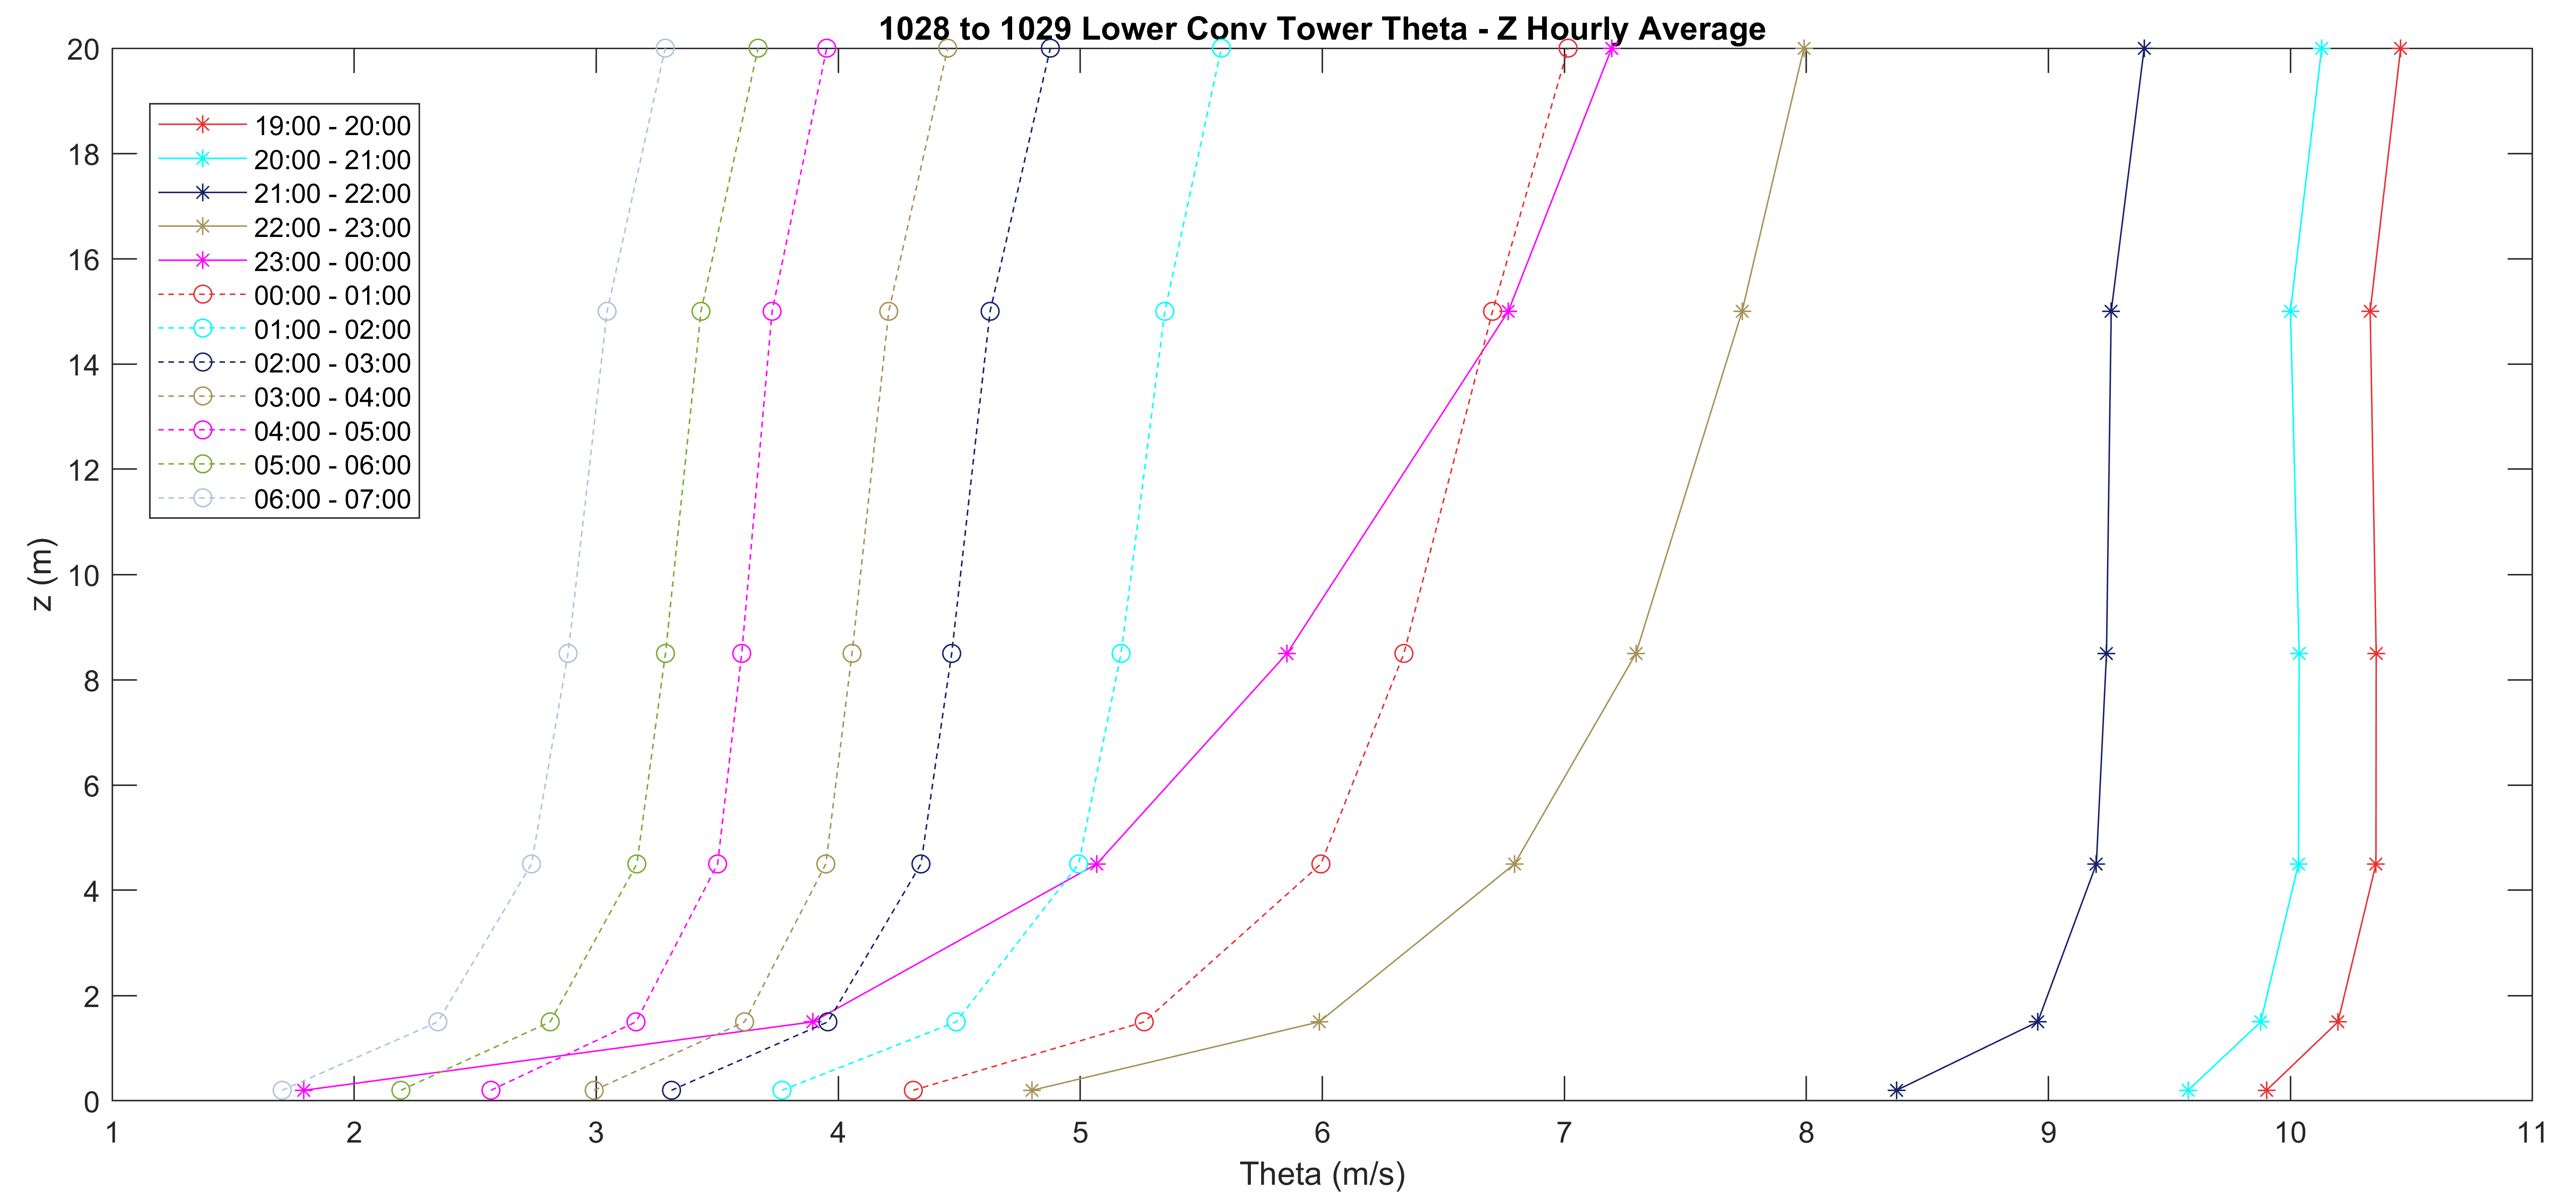 1028 to 1029 Lower Conv Tower Theta - Z Hourly Average
20
18
16
14
12
10
8
6
4
2
0
z (m)
19:00 - 20:00
20:00 - 21:00
21:00 - 22:00
22:00 - 23:00
23:00 - 00:00
00:00 - 01:00
01:00 - 02:00
02:00 - 03:00
03:00 - 04:00
04:00 - 05:00
05:00 - 06:00
06:00 - 07:00
1 2 3 4 5 6 7 8 9 10 11
Theta (m/s)